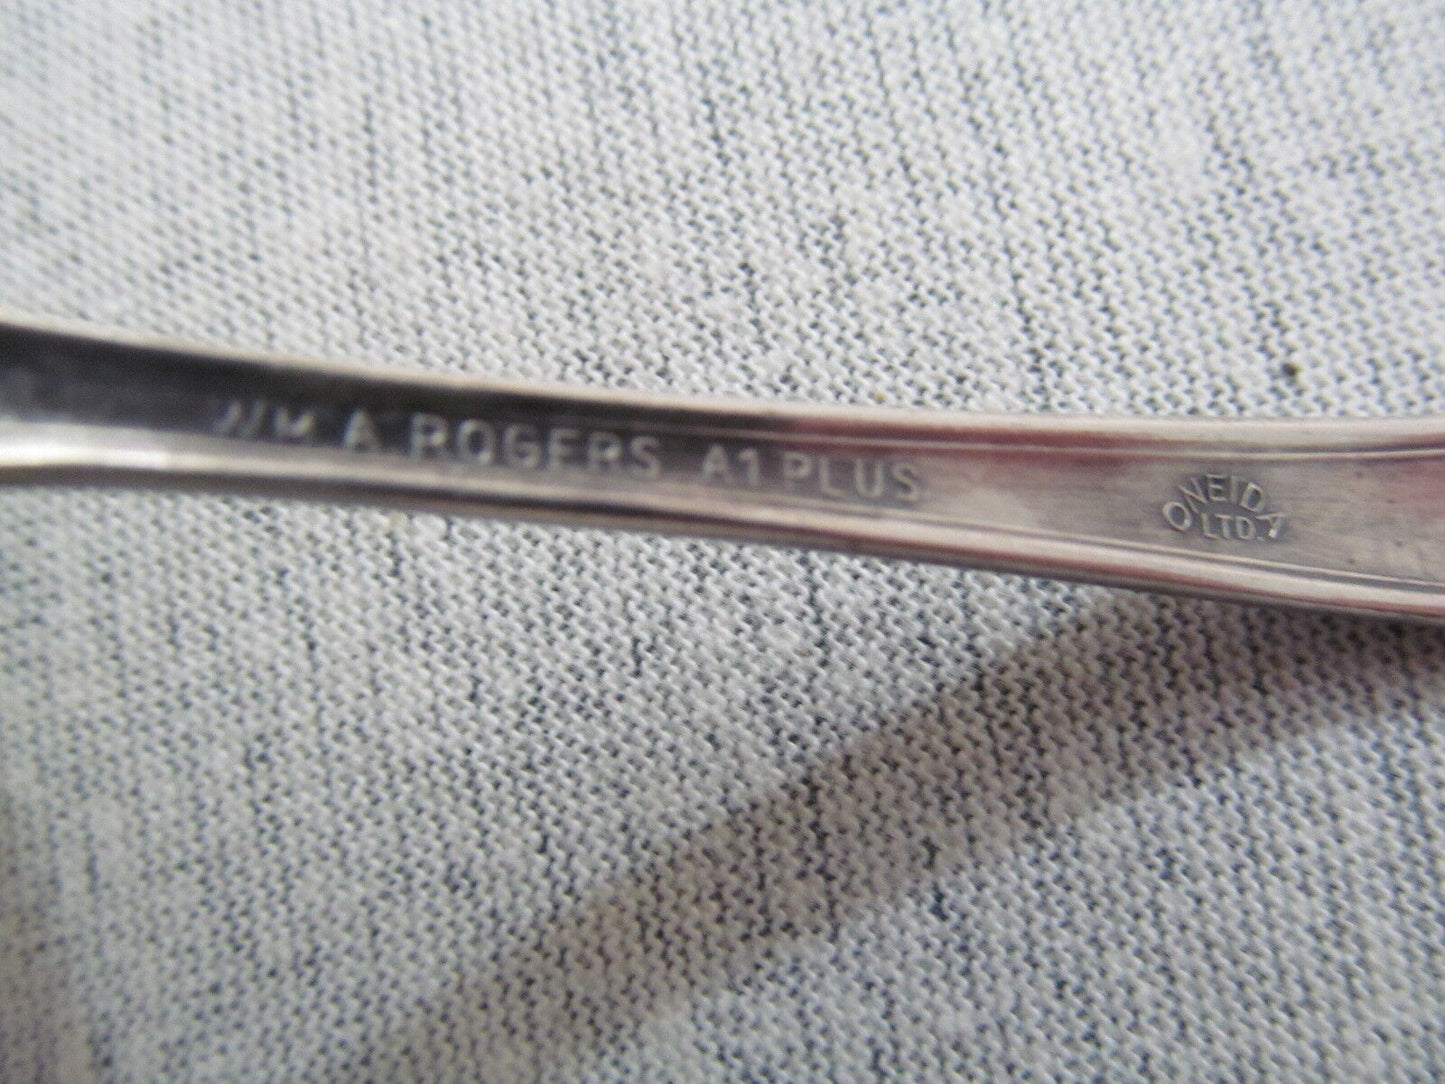 WM A ROGERS A1 PLUS
ONEIDA
LTD.